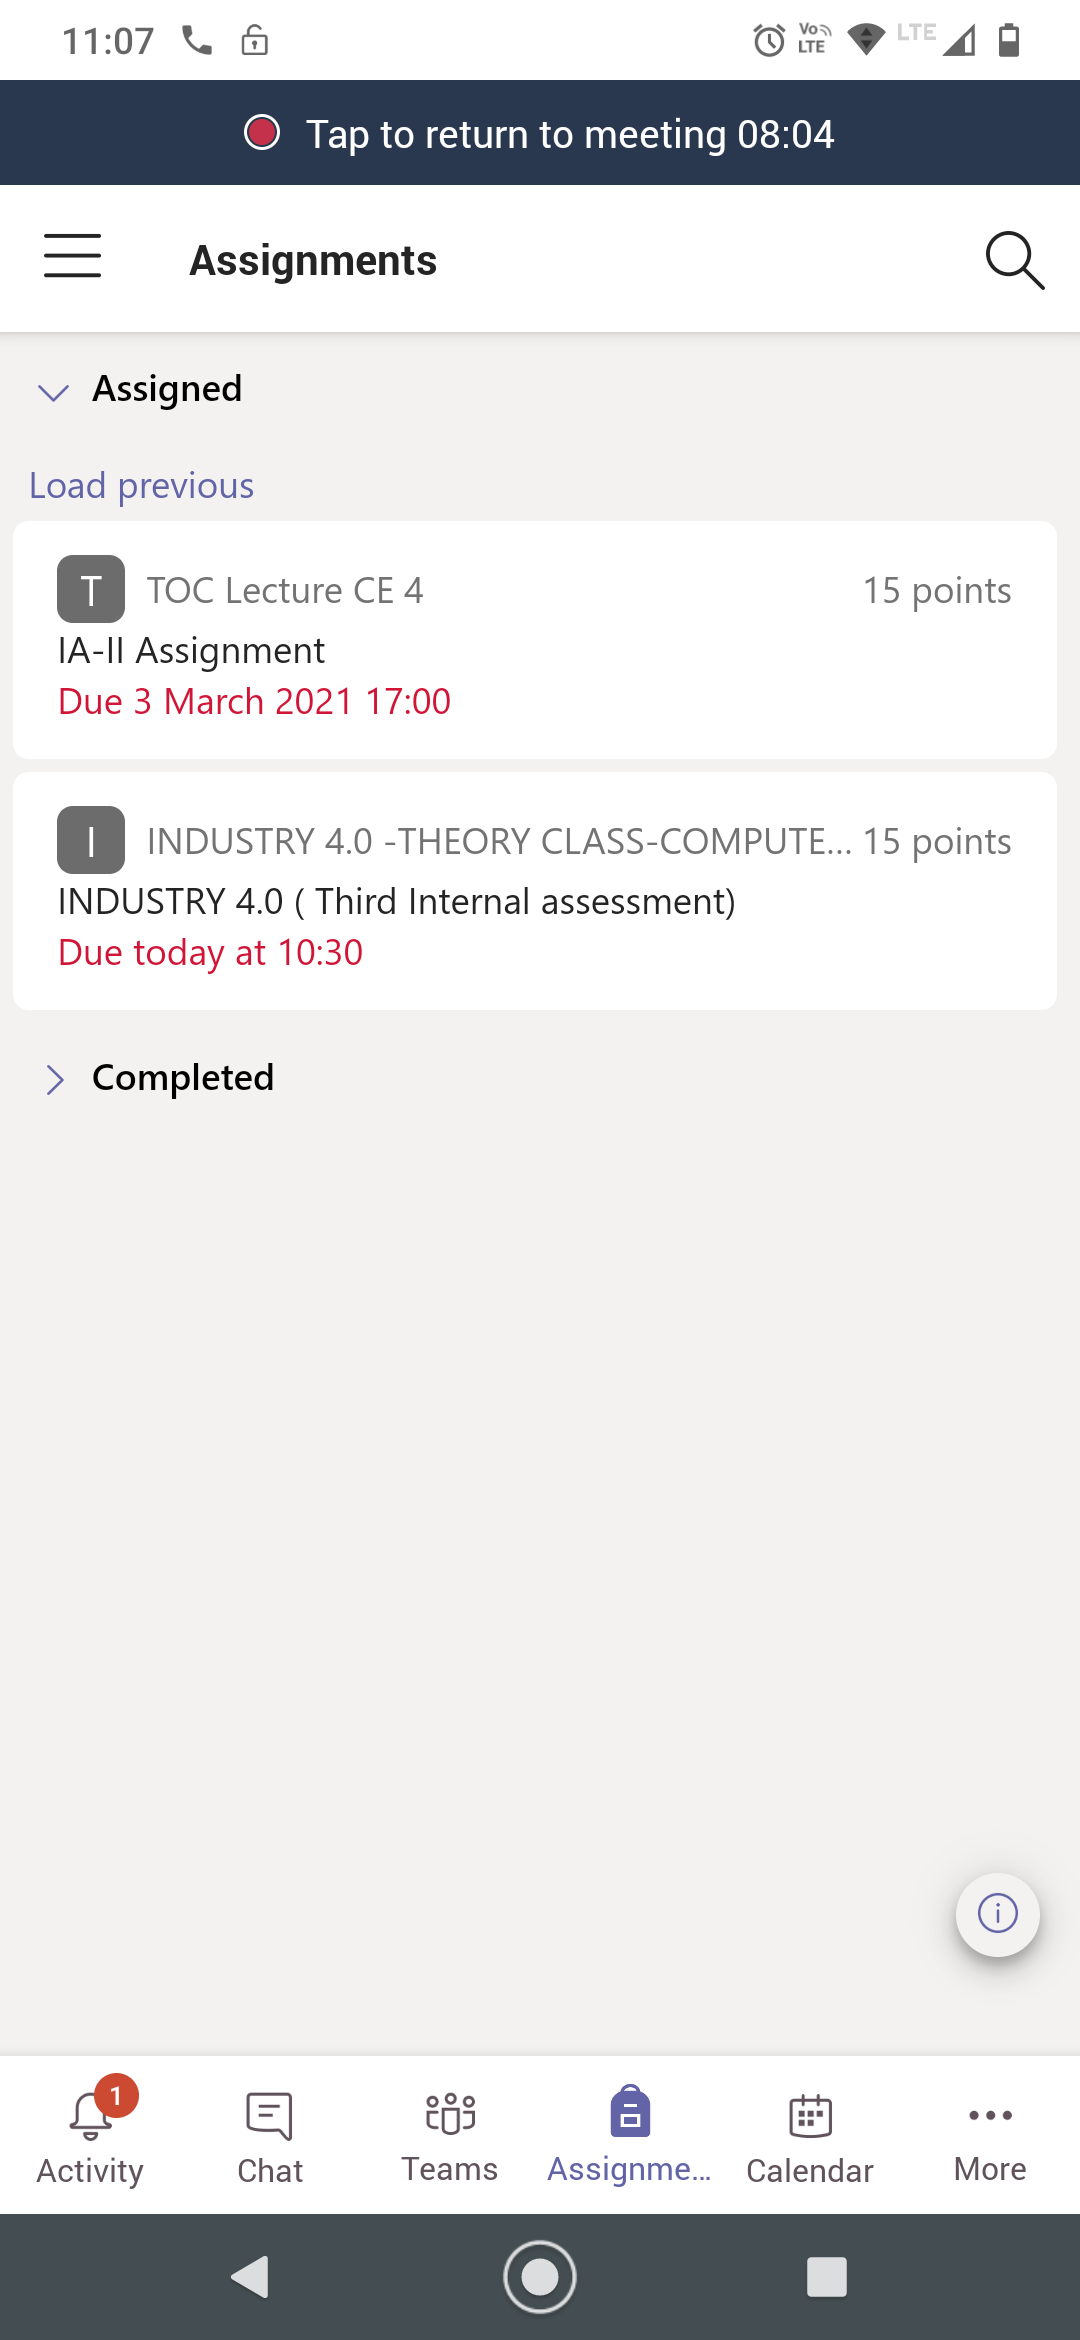 11:07
Vo LTE LTE
Tap to return to meeting 08:04
Assignments
Assigned
Load previous
T TOC Lecture CE 4 15 points
IA-II Assignment
Due 3 March 2021 17:00
I INDUSTRY 4.0 -THEORY CLASS-COMPUTE... 15 points
INDUSTRY 4.0 ( Third Internal assessment)
Due today at 10:30
Completed
1
Activity Chat Teams Assignme... Calendar More